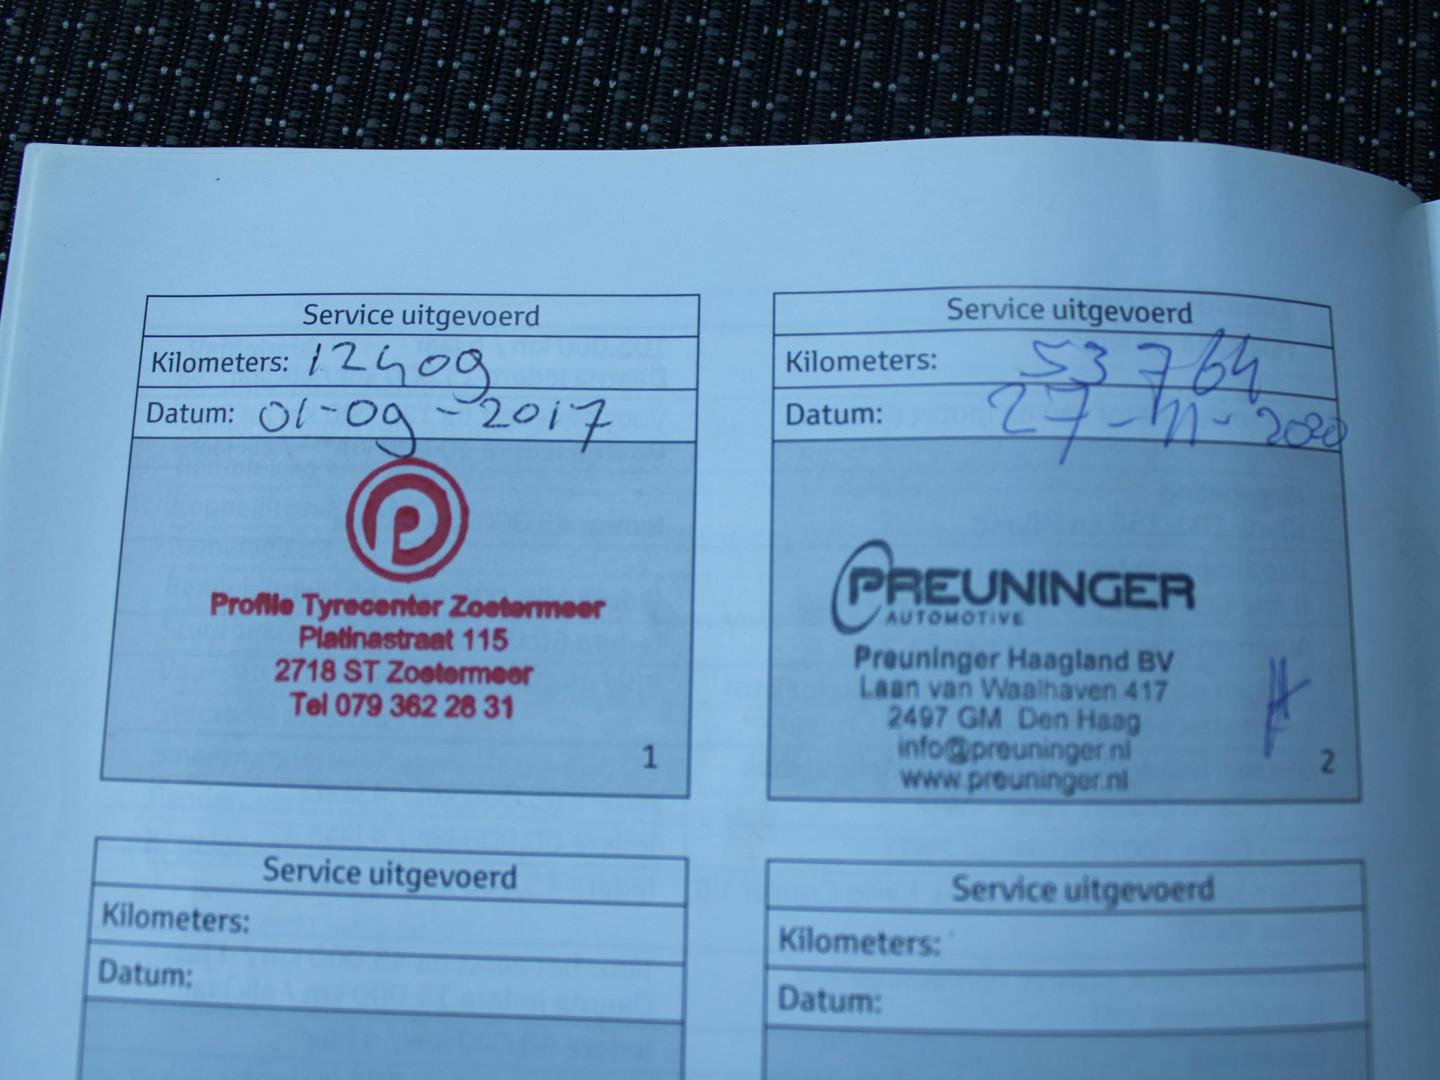 Service uitgevoerd
Kilometers: 12409
Datum: 01-09-2017
Profile Tyrecenter Zoetermeer
Platinastraat 115
2718 ST Zoetermeer
Tel 079 362 28 31
1
Service uitgevoerd
Kilometers: 53764
Datum: 27-11-2020
PREUNINGER
AUTOMOTIVE
Preuninger Haagland BV
Laan van Waalhaven 417
2497 GM Den Haag
info@preuninger.nl
www.preuninger.nl
2
Service uitgevoerd
Kilometers:
Datum:
Service uitgevoerd
Kilometers:
Datum: